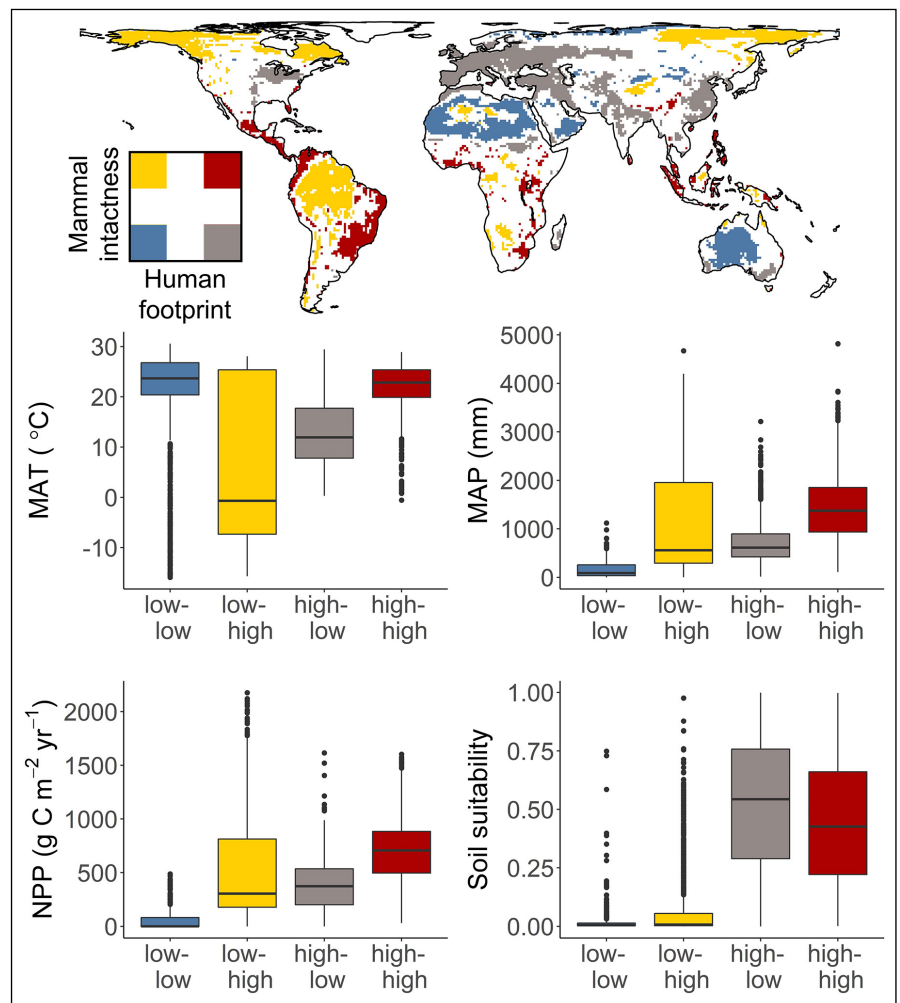 Mammal
intactness
Human
footprint
MAT ( °C)
30
20
10
0
-10
low-
low
low-
high
high-
low
high-
high
MAP (mm)
5000
4000
3000
2000
1000
0
low-
low
low-
high
high-
low
high-
high
NPP (g C m⁻² yr⁻¹)
2000
1500
1000
500
0
low-
low
low-
high
high-
low
high-
high
Soil suitability
1.00
0.75
0.50
0.25
0.00
low-
low
low-
high
high-
low
high-
high